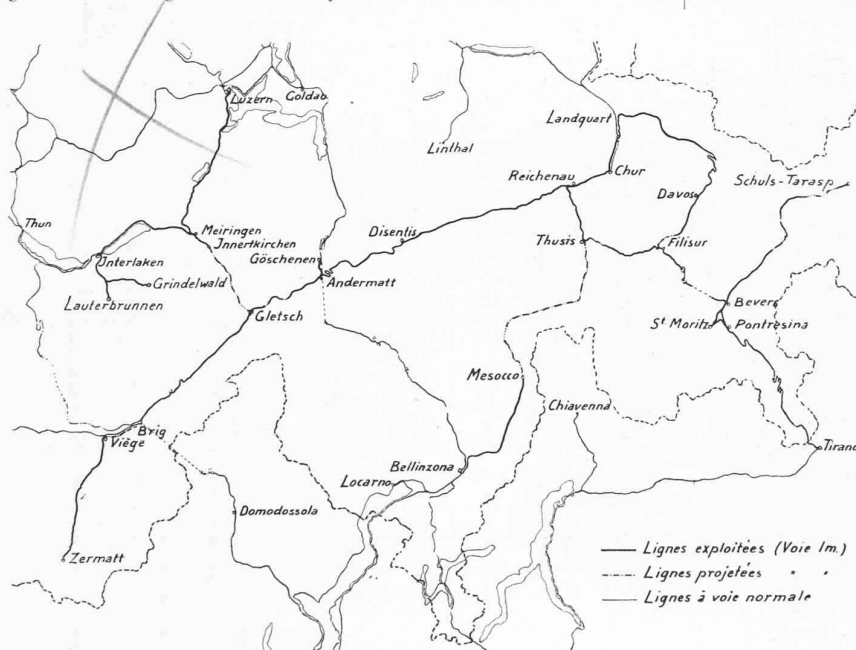 Luzern
Goldau
Linthal
Landquart
Reichenau
Chur
Schuls-Tarasp
Davos
Thun
Meiringen
Innertkirchen
Göschenen
Disentis
Thusis
Filisur
Interlaken
Grindelwald
Andermatt
Lauterbrunnen
Gletsch
Bevers
St Moritz
Pontresina
Mesocco
Chiavenna
Brig
Viège
Bellinzona
Locarno
Tirano
Domodossola
Zermatt
Lignes exploitées (Voie 1m.)
Lignes projetées " "
Lignes à voie normale